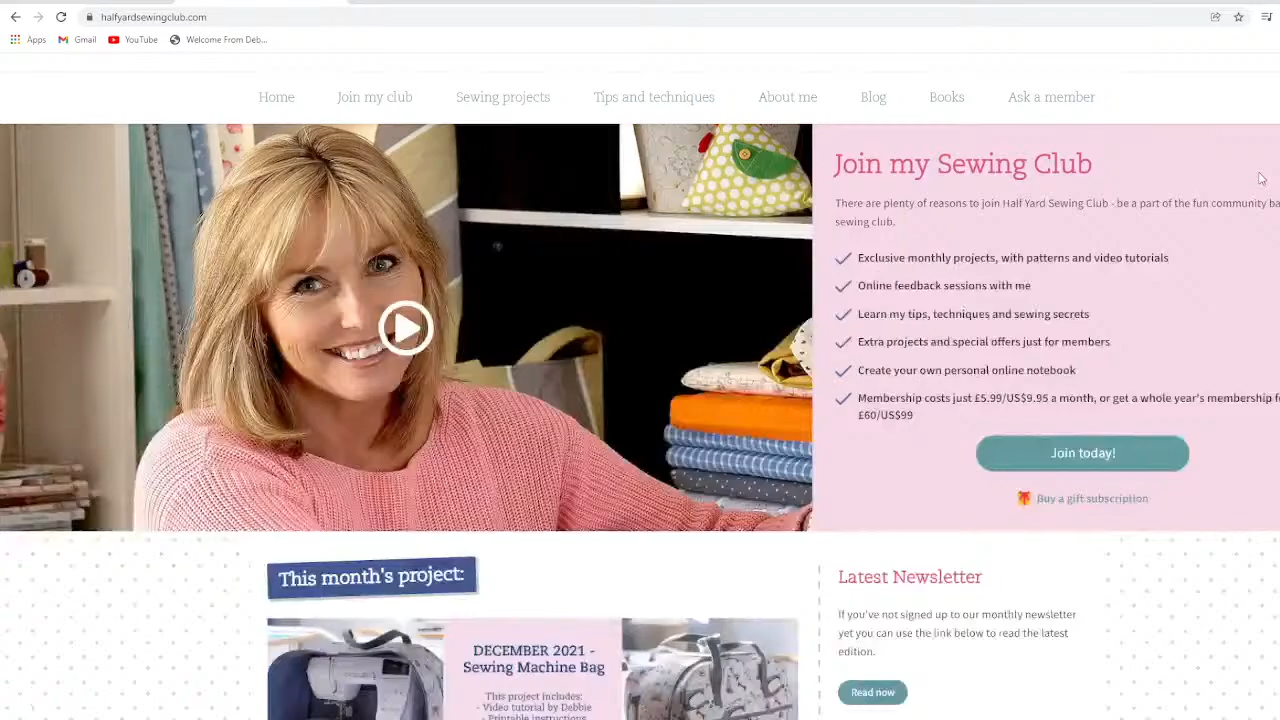 halfyardsewingclub.com
Apps Gmail YouTube Welcome From Deb...
Home Join my club Sewing projects Tips and techniques About me Blog Books Ask a member
Join my Sewing Club
There are plenty of reasons to join Half Yard Sewing Club - be a part of the fun community
sewing club.
Exclusive monthly projects, with patterns and video tutorials
Online feedback sessions with me
Learn my tips, techniques and sewing secrets
Extra projects and special offers just for members
Create your own personal online notebook
Membership costs just £5.99/US$9.95 a month, or get a whole year's membership
£60/US$99
Join today!
Buy a gift subscription
This month's project:
DECEMBER 2021 -
Sewing Machine Bag
This project includes:
- Video tutorial by Debbie
- Printable instructions
Latest Newsletter
If you've not signed up to our monthly newsletter
yet you can use the link below to read the latest
edition.
Read now